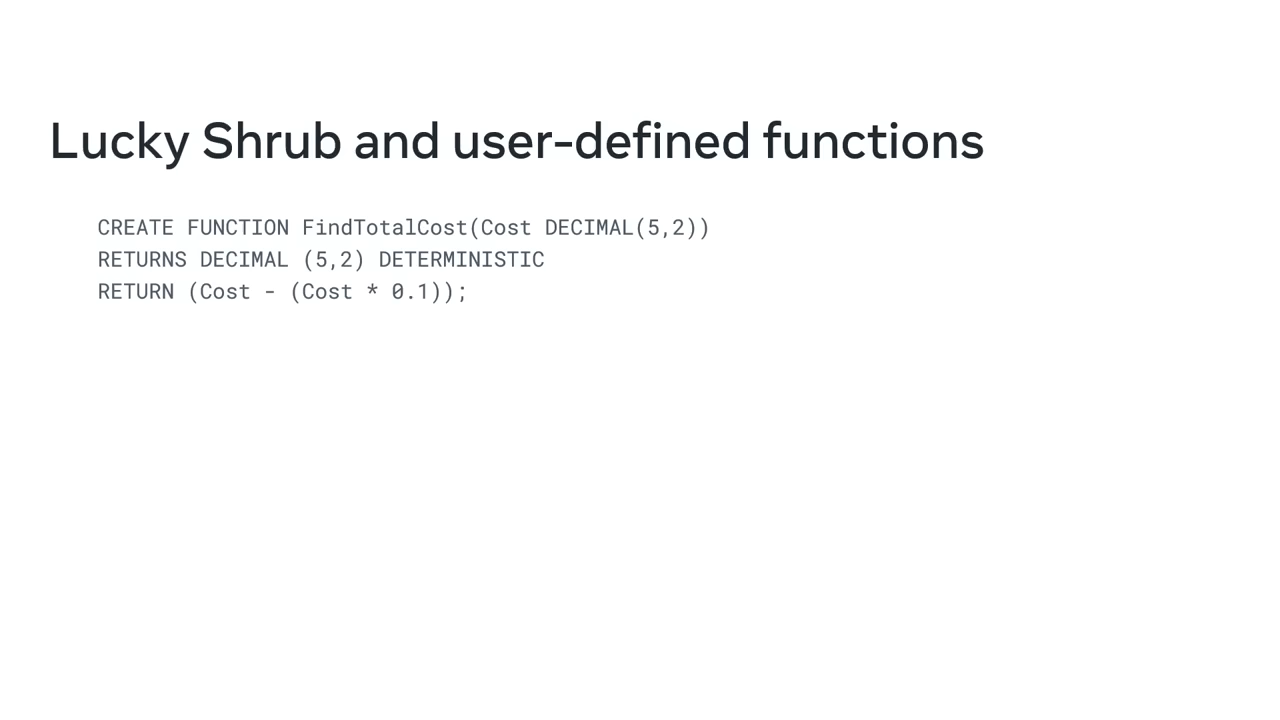 Lucky Shrub and user-defined functions
CREATE FUNCTION FindTotalCost(Cost DECIMAL(5,2))
RETURNS DECIMAL (5,2) DETERMINISTIC
RETURN (Cost - (Cost * 0.1));